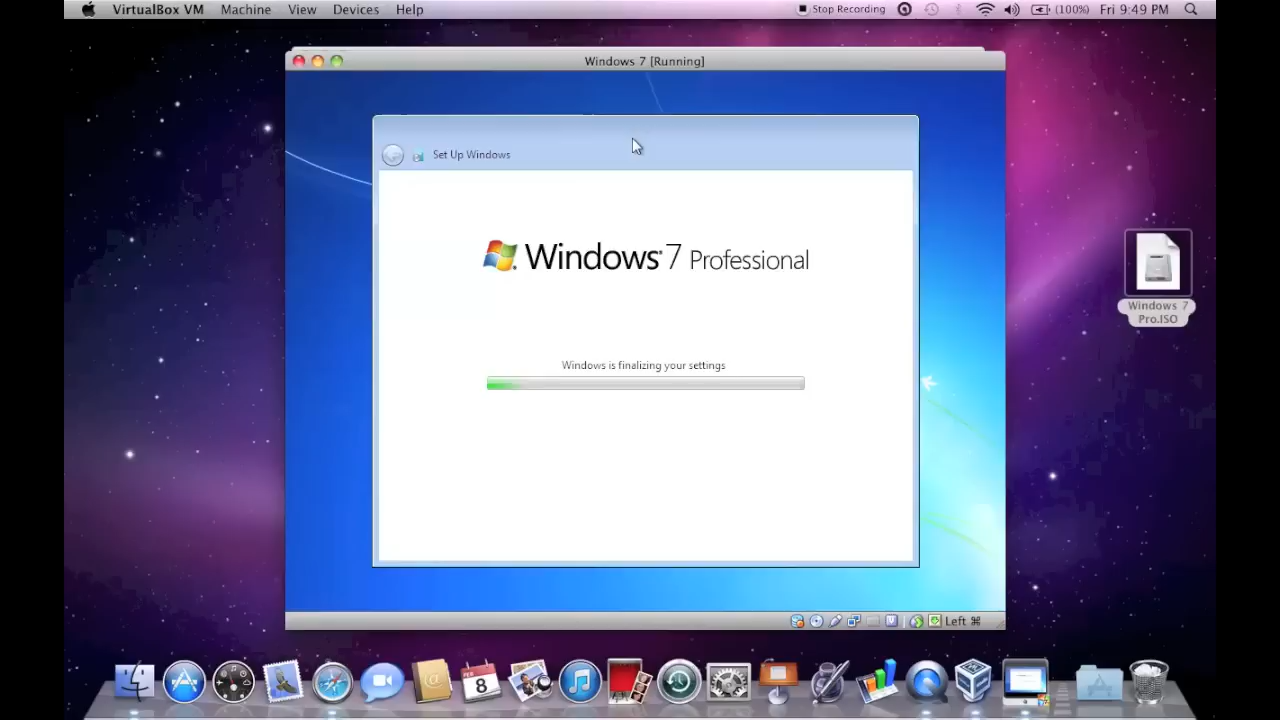 VirtualBox VM Machine View Devices Help Stop Recording (100%) Fri 9:49 PM
Windows 7 [Running]
Set Up Windows
Windows 7 Professional
Windows 7
Pro.ISO
Windows is finalizing your settings
Left ⌘
8